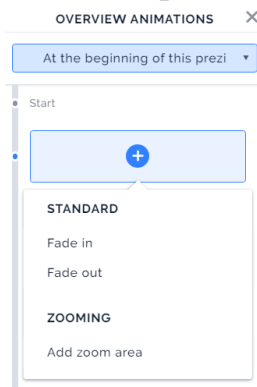 OVERVIEW ANIMATIONS
At the beginning of this prezi
Start
STANDARD
Fade in
Fade out
ZOOMING
Add zoom area